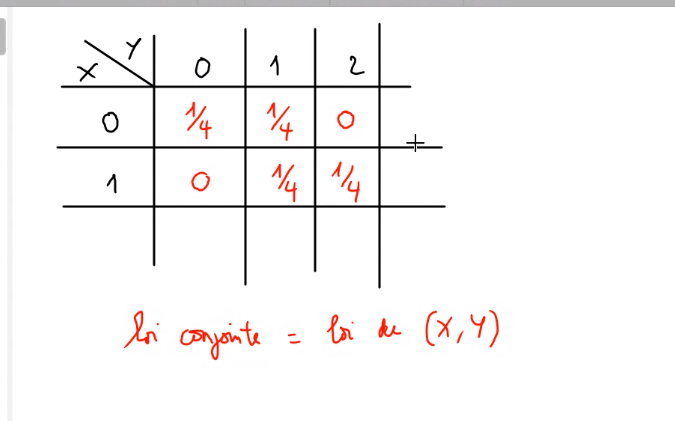 X Y 0 1 2
0 1/4 1/4 0
1 0 1/4 1/4
loi conjointe = loi de (X, Y)